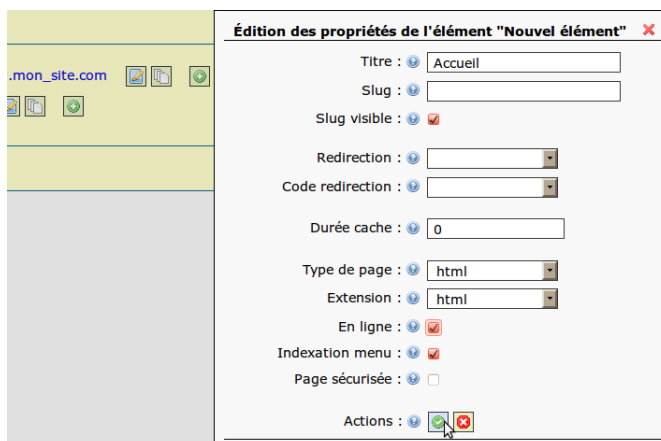 Édition des propriétés de l'élément "Nouvel élément"
.mon_site.com
Titre : Accueil
Slug :
Slug visible :
Redirection :
Code redirection :
Durée cache : 0
Type de page : html
Extension : html
En ligne :
Indexation menu :
Page sécurisée :
Actions :